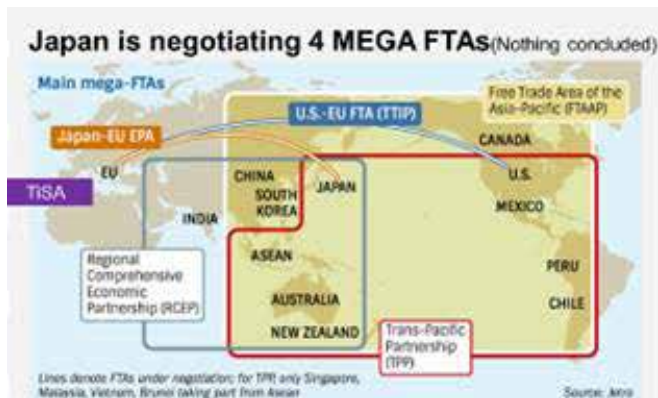 Japan is negotiating 4 MEGA FTAs(Nothing concluded)
Main mega-FTAs
Free Trade Area of the
Asia-Pacific (FTAAP)
U.S.-EU FTA (TTIP)
Japan-EU EPA
CANADA
EU
CHINA
JAPAN
U.S.
TiSA
SOUTH
KOREA
MEXICO
INDIA
ASEAN
Regional
Comprehensive
Economic
Partnership (RCEP)
PERU
AUSTRALIA
CHILE
NEW ZEALAND
Trans-Pacific
Partnership
(TPP)
Lines denote FTAs under negotiation; for TPP, only Singapore,
Malaysia, Vietnam, Brunei taking part from Asean
Source: Jetro